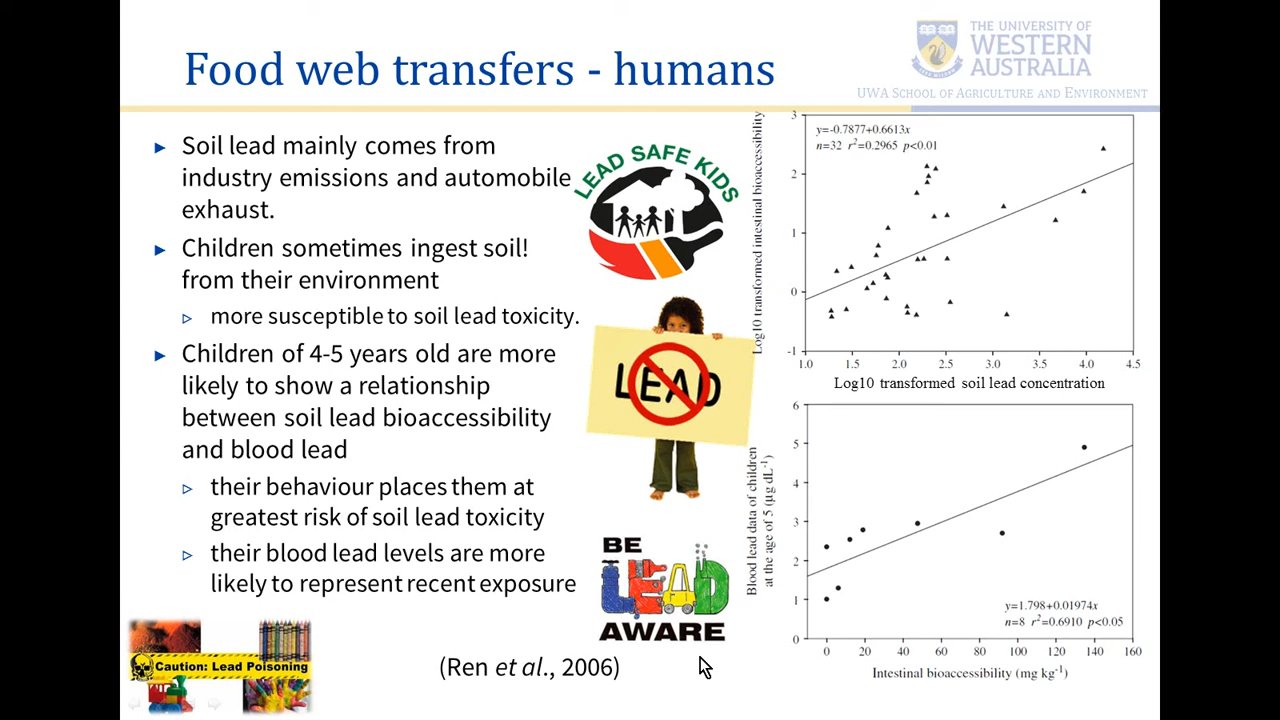 Food web transfers - humans
THE UNIVERSITY OF
WESTERN
AUSTRALIA
UWA SCHOOL OF AGRICULTURE AND ENVIRONMENT
Soil lead mainly comes from
industry emissions and automobile
exhaust.
Children sometimes ingest soil!
from their environment
more susceptible to soil lead toxicity.
Children of 4-5 years old are more
likely to show a relationship
between soil lead bioaccessibility
and blood lead
their behaviour places them at
greatest risk of soil lead toxicity
their blood lead levels are more
likely to represent recent exposure
Caution: Lead Poisoning
(Ren et al., 2006)
LEAD SAFE KIDS
LEAD
BE
LEAD
AWARE
Log10 transformed intestinal bioaccessibility
3
2
1
0
-1
y=-0.7877+0.6613x
n=32 r²=0.2965 p<0.01
1.0 1.5 2.0 2.5 3.0 3.5 4.0 4.5
Log10 transformed soil lead concentration
Blood lead data of children
at the age of 5 (µg dL⁻¹)
6
5
4
3
2
1
0
y=1.798+0.01974x
n=8 r²=0.6910 p<0.05
0 20 40 60 80 100 120 140 160
Intestinal bioaccessibility (mg kg⁻¹)